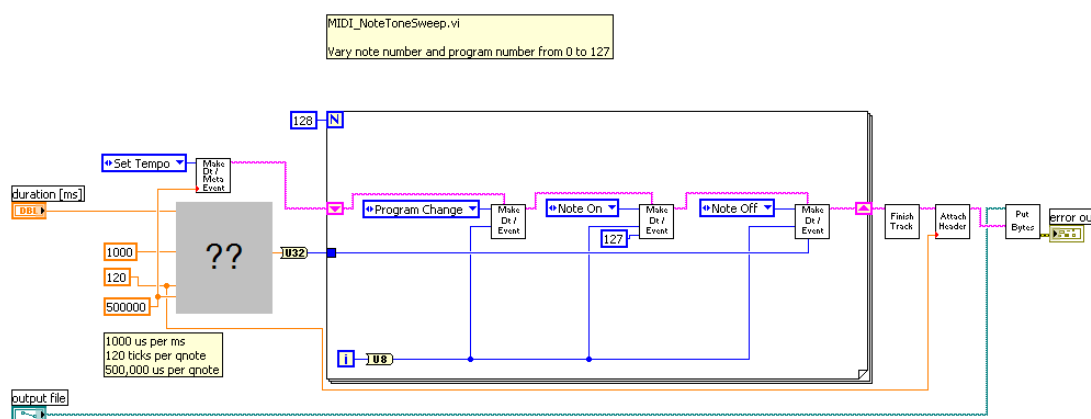 MIDI_NoteToneSweep.vi
Vary note number and program number from 0 to 127
128
N
Set Tempo
Make
Dt /
Meta
Event
duration [ms]
DBL
Program Change
Make
Dt /
Event
Note On
Make
Dt /
Event
127
Note Off
Make
Dt /
Event
Finish
Track
Attach
Header
Put
Bytes
error ou
1000
120
500000
??
U32
1000 us per ms
120 ticks per qnote
500,000 us per qnote
i
U8
output file